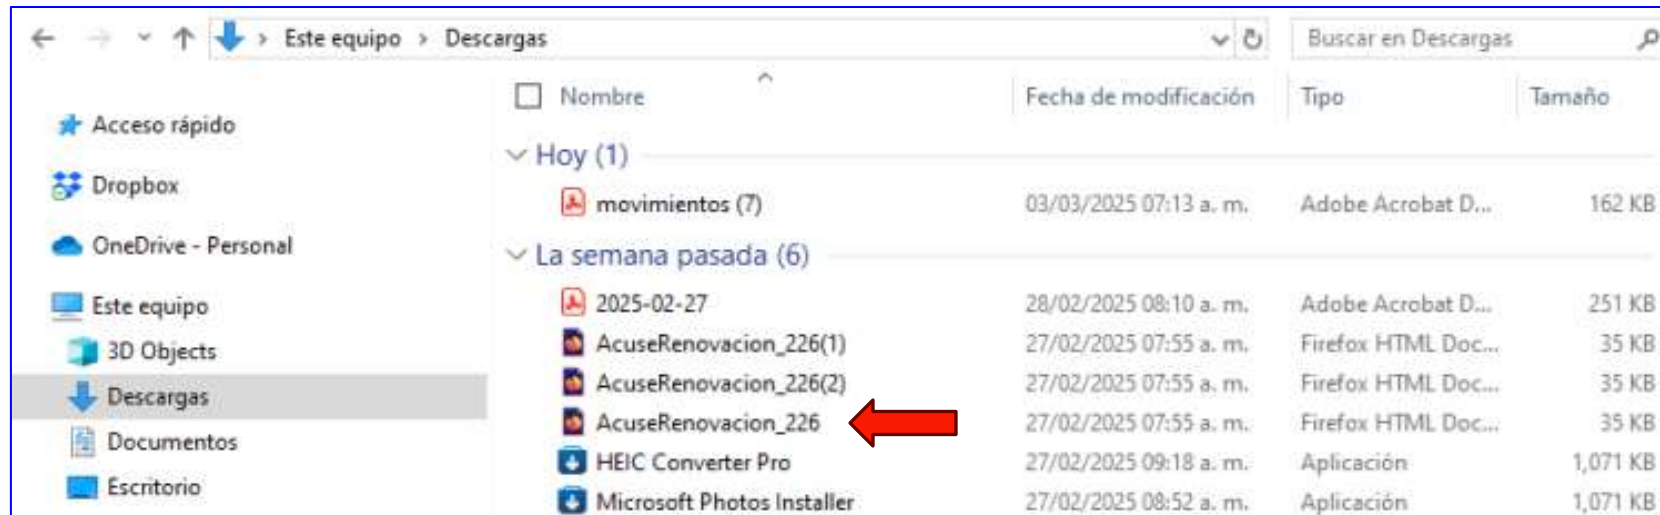 Este equipo > Descargas
Buscar en Descargas
Nombre Fecha de modificación Tipo Tamaño
Acceso rápido
Hoy (1)
Dropbox
movimientos (7) 03/03/2025 07:13 a. m. Adobe Acrobat D... 162 KB
OneDrive - Personal
La semana pasada (6)
Este equipo
2025-02-27 28/02/2025 08:10 a. m. Adobe Acrobat D... 251 KB
3D Objects
AcuseRenovacion_226(1) 27/02/2025 07:55 a. m. Firefox HTML Doc... 35 KB
Descargas
AcuseRenovacion_226(2) 27/02/2025 07:55 a. m. Firefox HTML Doc... 35 KB
AcuseRenovacion_226 27/02/2025 07:55 a. m. Firefox HTML Doc... 35 KB
Documentos
HEIC Converter Pro 27/02/2025 09:18 a. m. Aplicación 1,071 KB
Escritorio
Microsoft Photos Installer 27/02/2025 08:52 a. m. Aplicación 1,071 KB